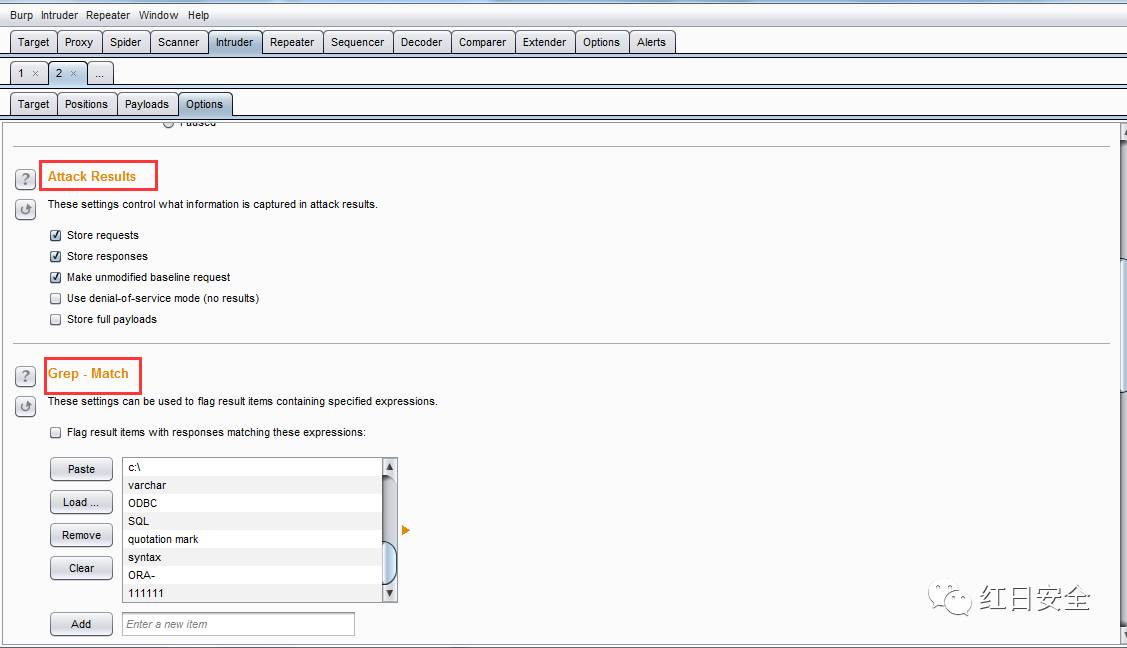 Burp Intruder Repeater Window Help
Target Proxy Spider Scanner Intruder Repeater Sequencer Decoder Comparer Extender Options Alerts
1 × 2 × ...
Target Positions Payloads Options
Paused
? Attack Results
These settings control what information is captured in attack results.
Store requests
Store responses
Make unmodified baseline request
Use denial-of-service mode (no results)
Store full payloads
? Grep - Match
These settings can be used to flag result items containing specified expressions.
Flag result items with responses matching these expressions:
Paste
Load ...
Remove
Clear
c:\
varchar
ODBC
SQL
quotation mark
syntax
ORA-
111111
Add Enter a new item
红日安全